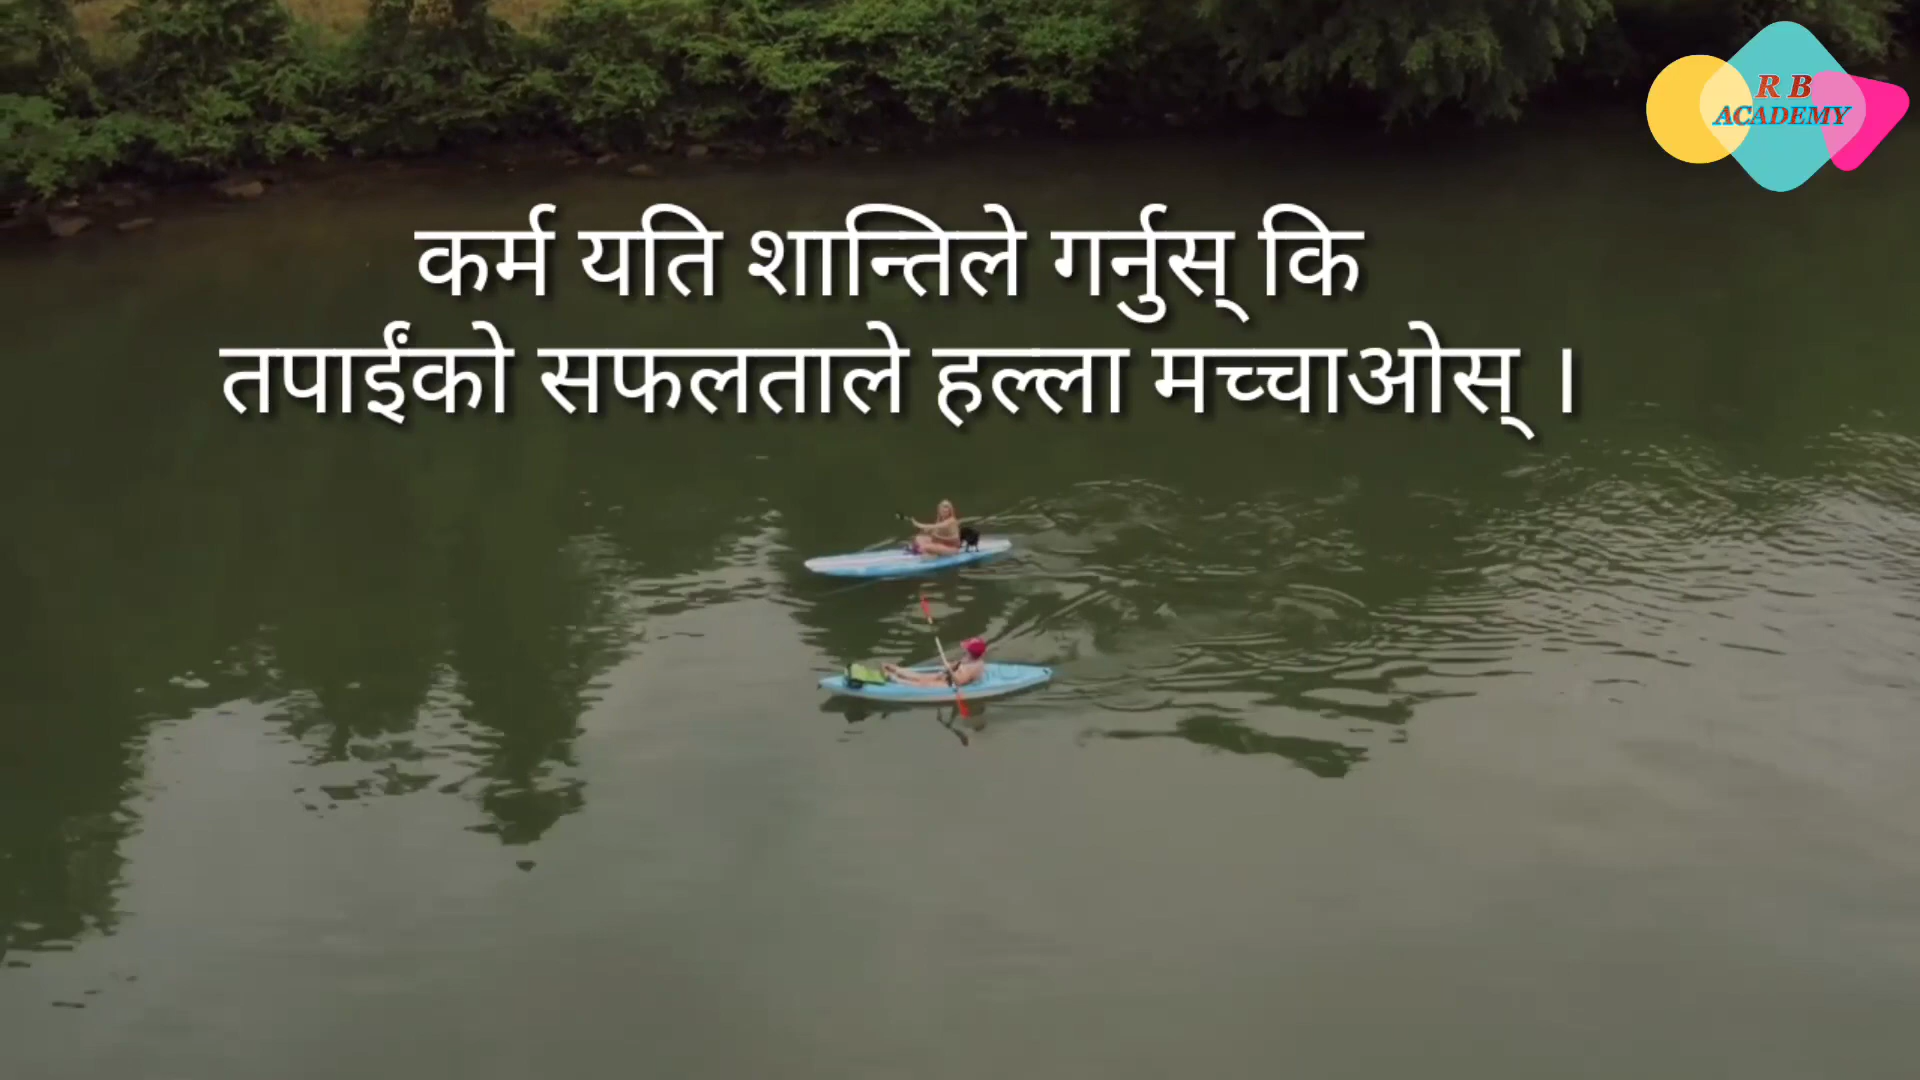 R B
ACADEMY
कर्म यति शान्तिले गर्नुस् कि
तपाईंको सफलताले हल्ला मच्चाओस् ।